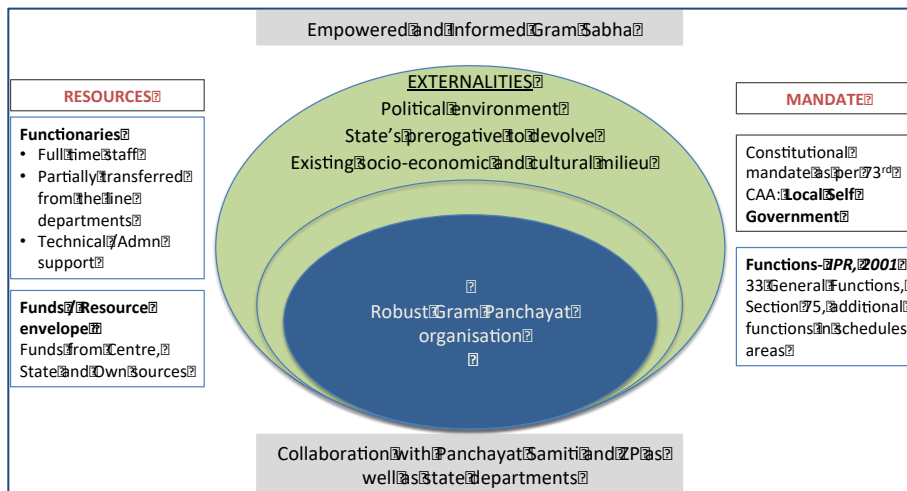 Empowered and Informed Gram Sabha
RESOURCES
Functionaries
• Full time staff
• Partially transferred
from the line
departments
• Technical /Admn
support
Funds / Resource
envelope
Funds from Centre,
State and Own sources
EXTERNALITIES
Political environment
State's prerogative to devolve
Existing socio-economic and cultural milieu
Robust Gram Panchayat
organisation
MANDATE
Constitutional
mandate as per 73rd
CAA: Local Self
Government
Functions- JPR, 2001
33 General Functions,
Section 75, additional
functions in schedules
areas
Collaboration with Panchayat Samiti and ZP as
well as state departments